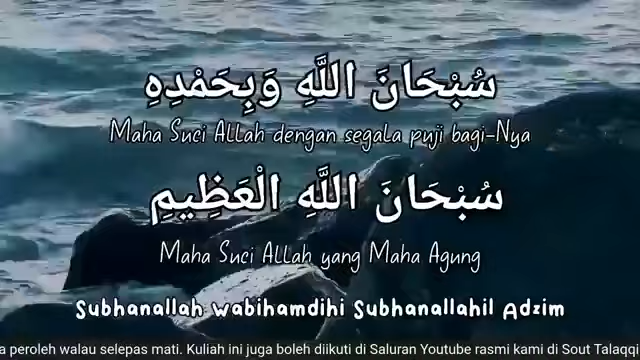 سُبْحَانَ اللَّهِ وَبِحَمْدِهِ
Maha Suci Allah dengan segala puji bagi-Nya
سُبْحَانَ اللَّهِ الْعَظِيمِ
Maha Suci Allah yang Maha Agung
Subhanallah wabihamdihi Subhanallahil Adzim
a peroleh walau selepas mati. Kuliah ini juga boleh diikuti di Saluran Youtube rasmi kami di Sout Talaqqi